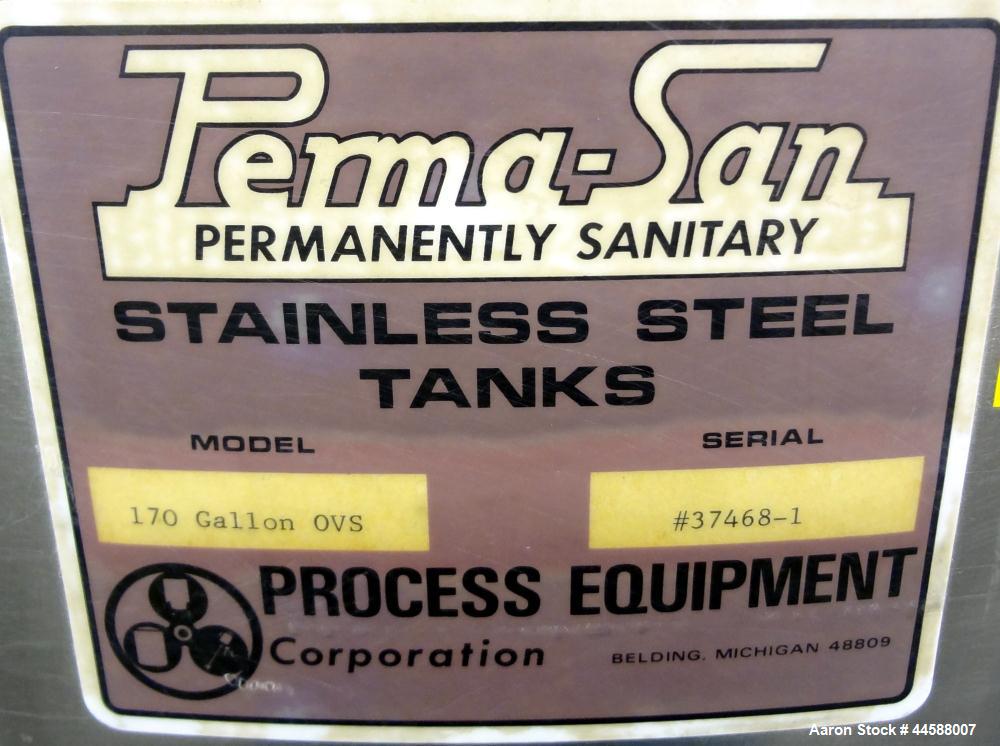 Perma-San
PERMANENTLY SANITARY
STAINLESS STEEL
TANKS
MODEL SERIAL
170 Gallon OVS #37468-1
PROCESS EQUIPMENT
Corporation BELDING, MICHIGAN 48809
Aaron Stock # 44588007